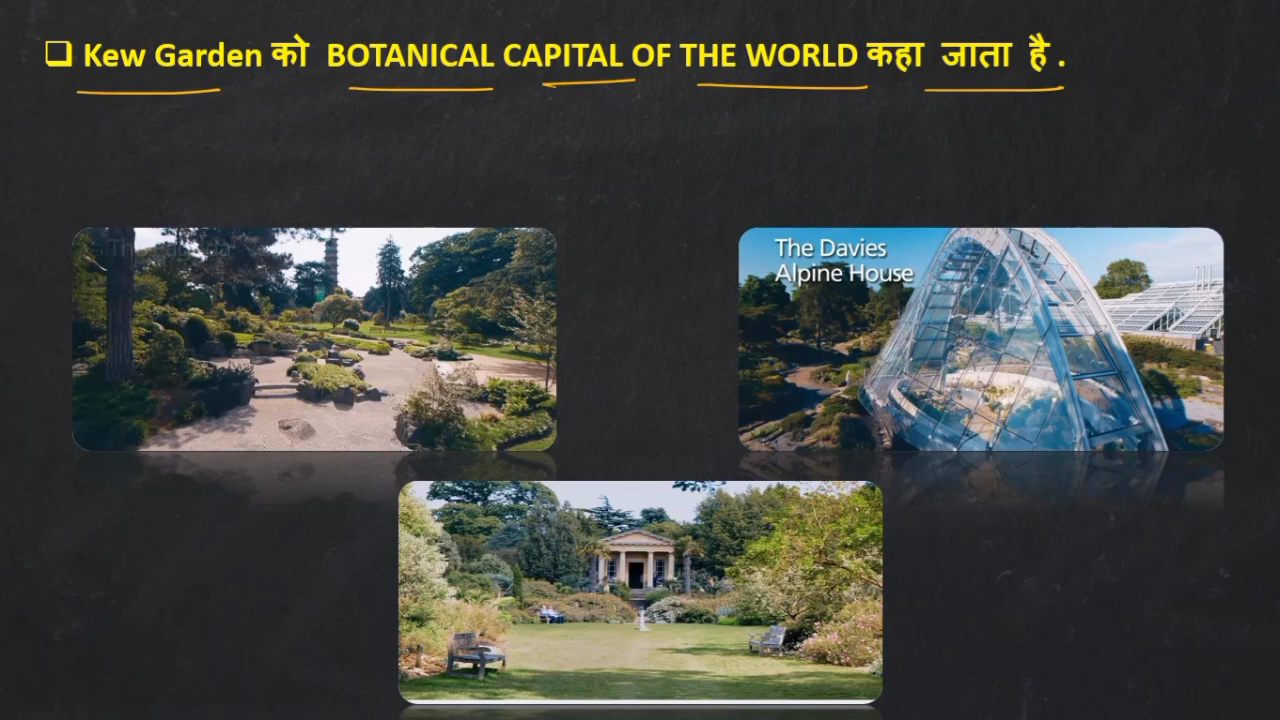 ❑ Kew Garden को BOTANICAL CAPITAL OF THE WORLD कहा जाता है .
The Davies
Alpine House